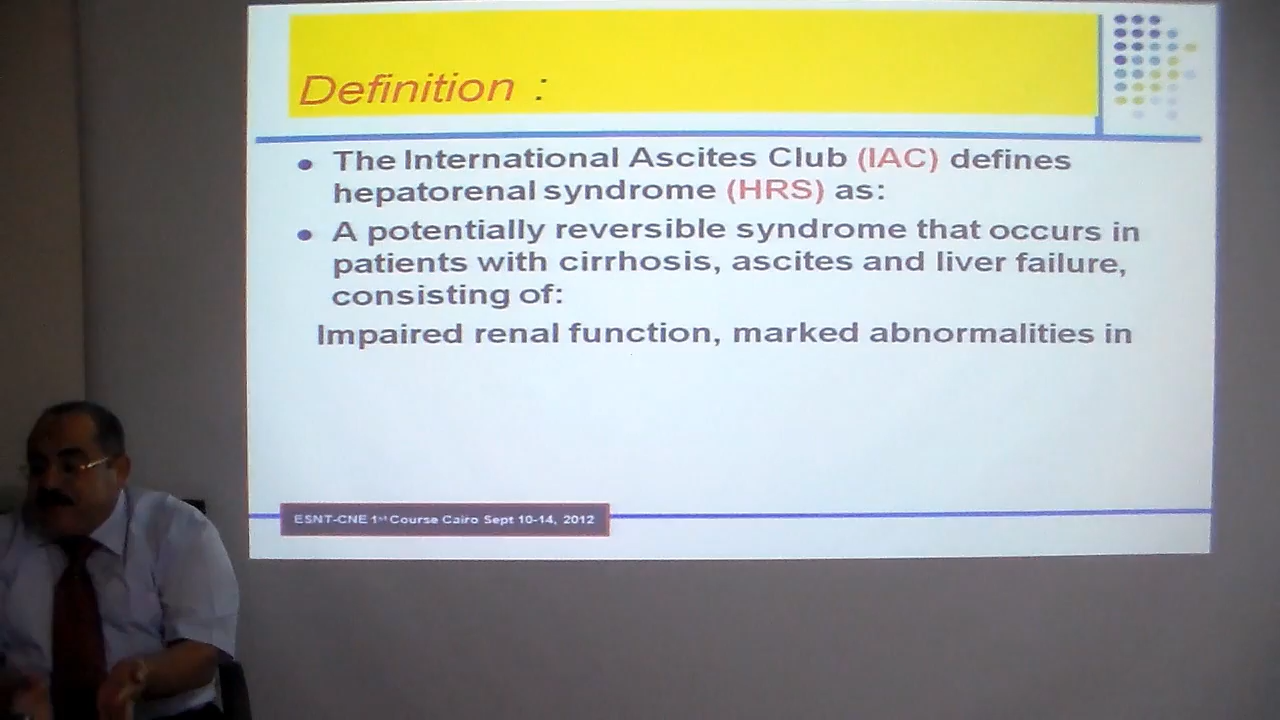 Definition :
• The International Ascites Club (IAC) defines
hepatorenal syndrome (HRS) as:
• A potentially reversible syndrome that occurs in
patients with cirrhosis, ascites and liver failure,
consisting of:
Impaired renal function, marked abnormalities in
ESNT-CNE 1st Course Cairo Sept 10-14, 2012